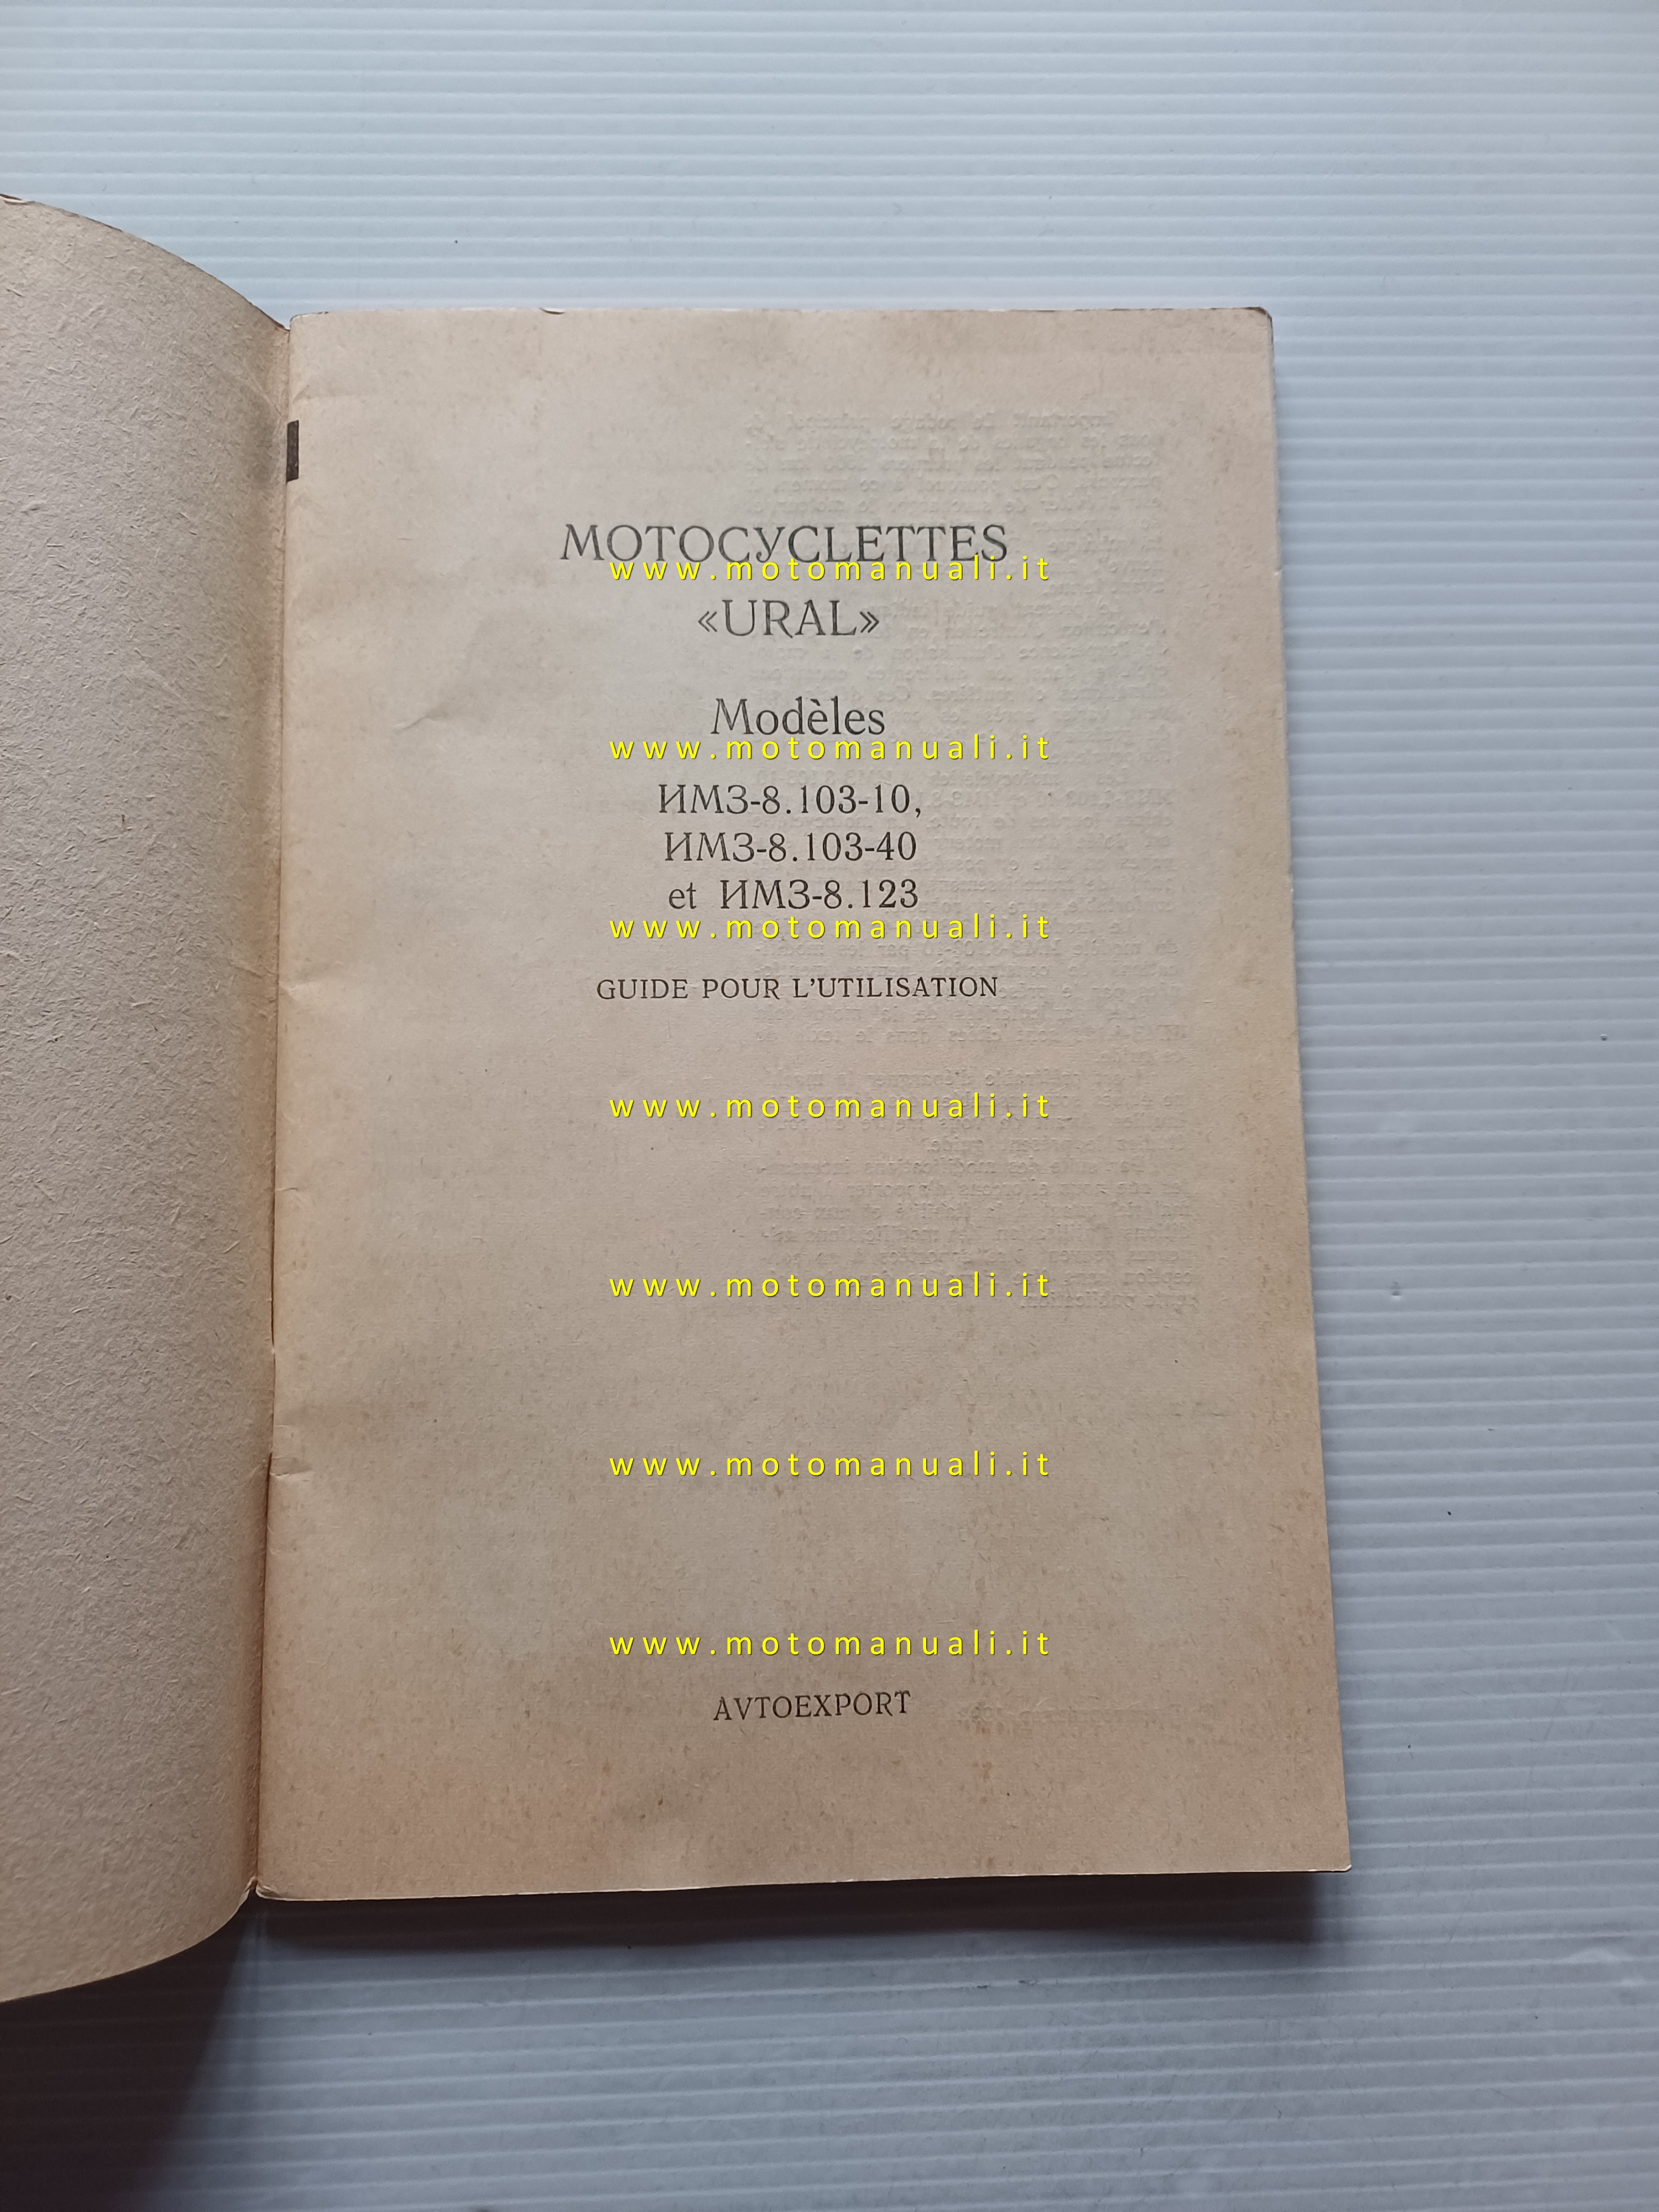 MOTOCYCLETTES
www.motomanuali.it
«URAL»
Modèles
www.motomanuali.it
ИМЗ-8.103-10,
ИМЗ-8.103-40
et ИМЗ-8.123
www.motomanuali.it
GUIDE POUR L'UTILISATION
www.motomanuali.it
www.motomanuali.it
www.motomanuali.it
www.motomanuali.it
AVTOEXPORT